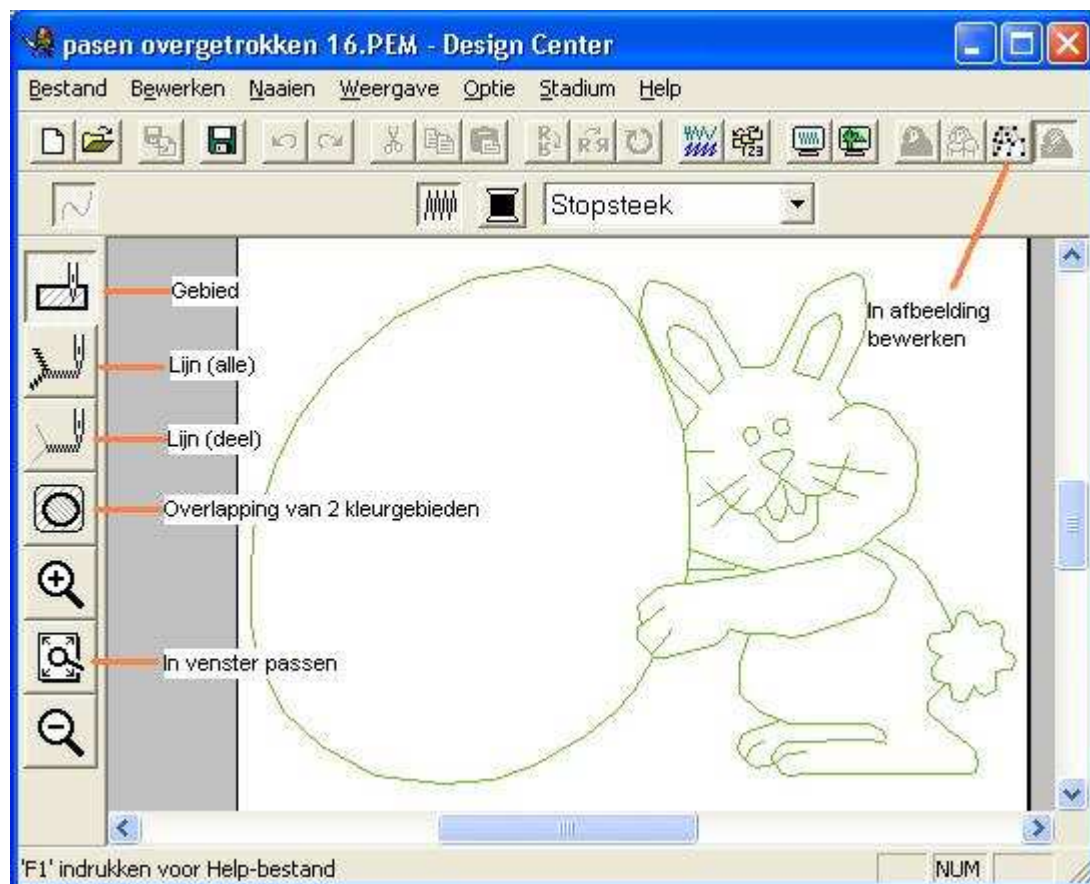 pasen overgetrokken 16.PEM - Design Center
Bestand Bewerken Naaien Weergave Optie Stadium Help
Stopsteek
Gebied
In afbeelding
bewerken
Lijn (alle)
Lijn (deel)
Overlapping van 2 kleurgebieden
In venster passen
'F1' indrukken voor Help-bestand
NUM